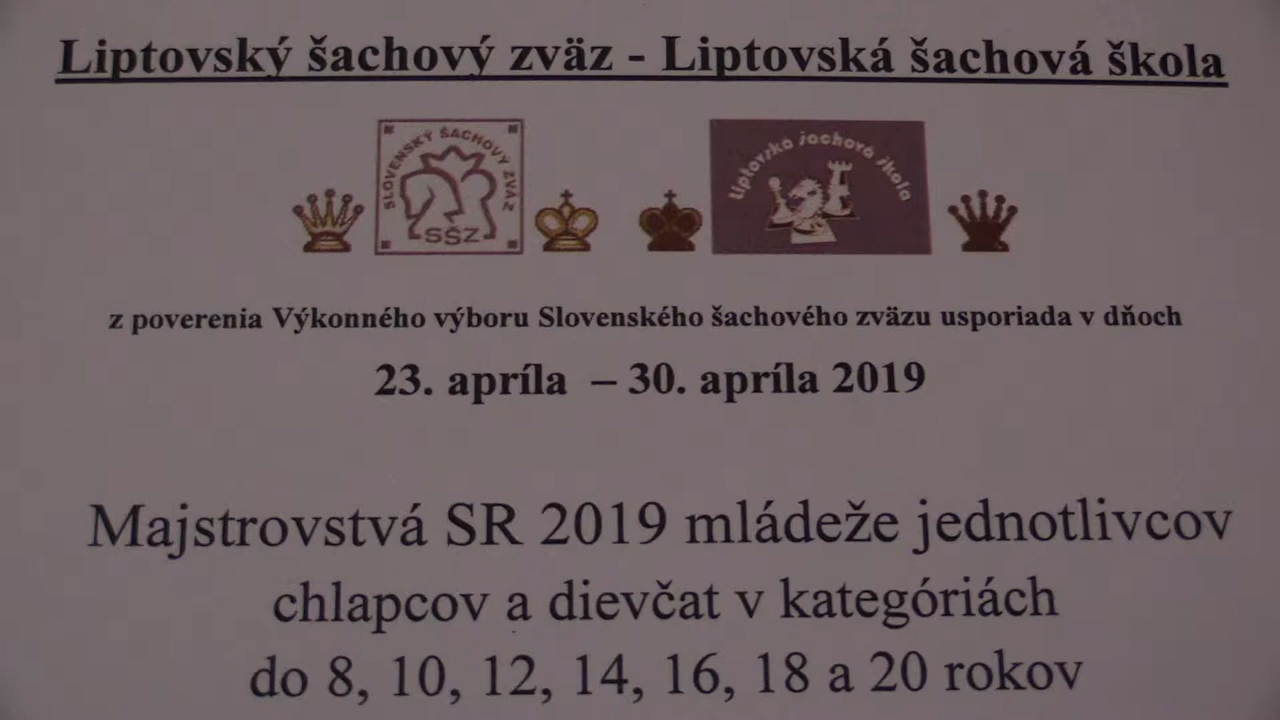 Liptovský šachový zväz - Liptovská šachová škola
SLOVENSKÝ ŠACHOVÝ ZVÄZ
SŠZ
Liptovská šachová škola
z poverenia Výkonného výboru Slovenského šachového zväzu usporiada v dňoch
23. apríla – 30. apríla 2019
Majstrovstvá SR 2019 mládeže jednotlivcov
chlapcov a dievčat v kategóriách
do 8, 10, 12, 14, 16, 18 a 20 rokov